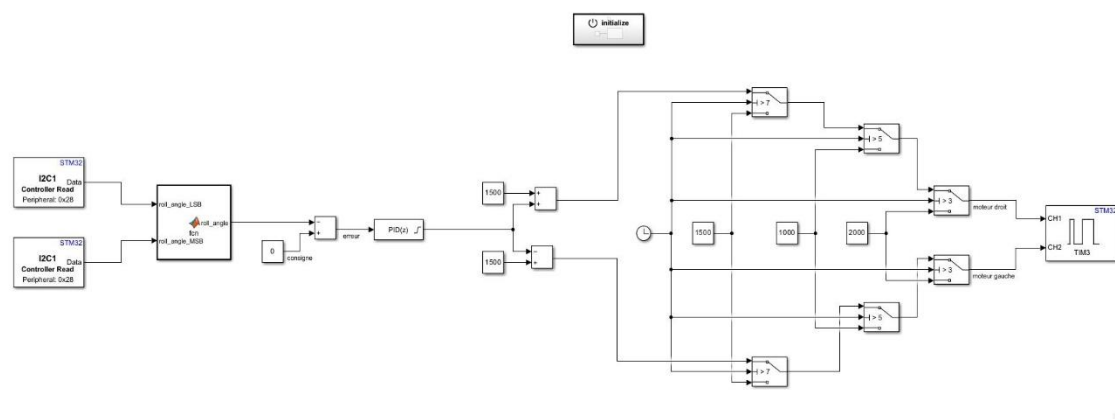 initialize
STM32
I2C1
Data
Controller Read
Peripheral: 0x28
STM32
I2C1
Data
Controller Read
Peripheral: 0x28
roll_angle_LSB
roll_angle
fcn
roll_angle_MSB
0
consigne
erreur
PID(z)
1500
1500
> 7
> 5
> 3
moteur droit
1500
1000
2000
> 3
moteur gauche
> 5
> 7
STM32
CH1
CH2
TIM3